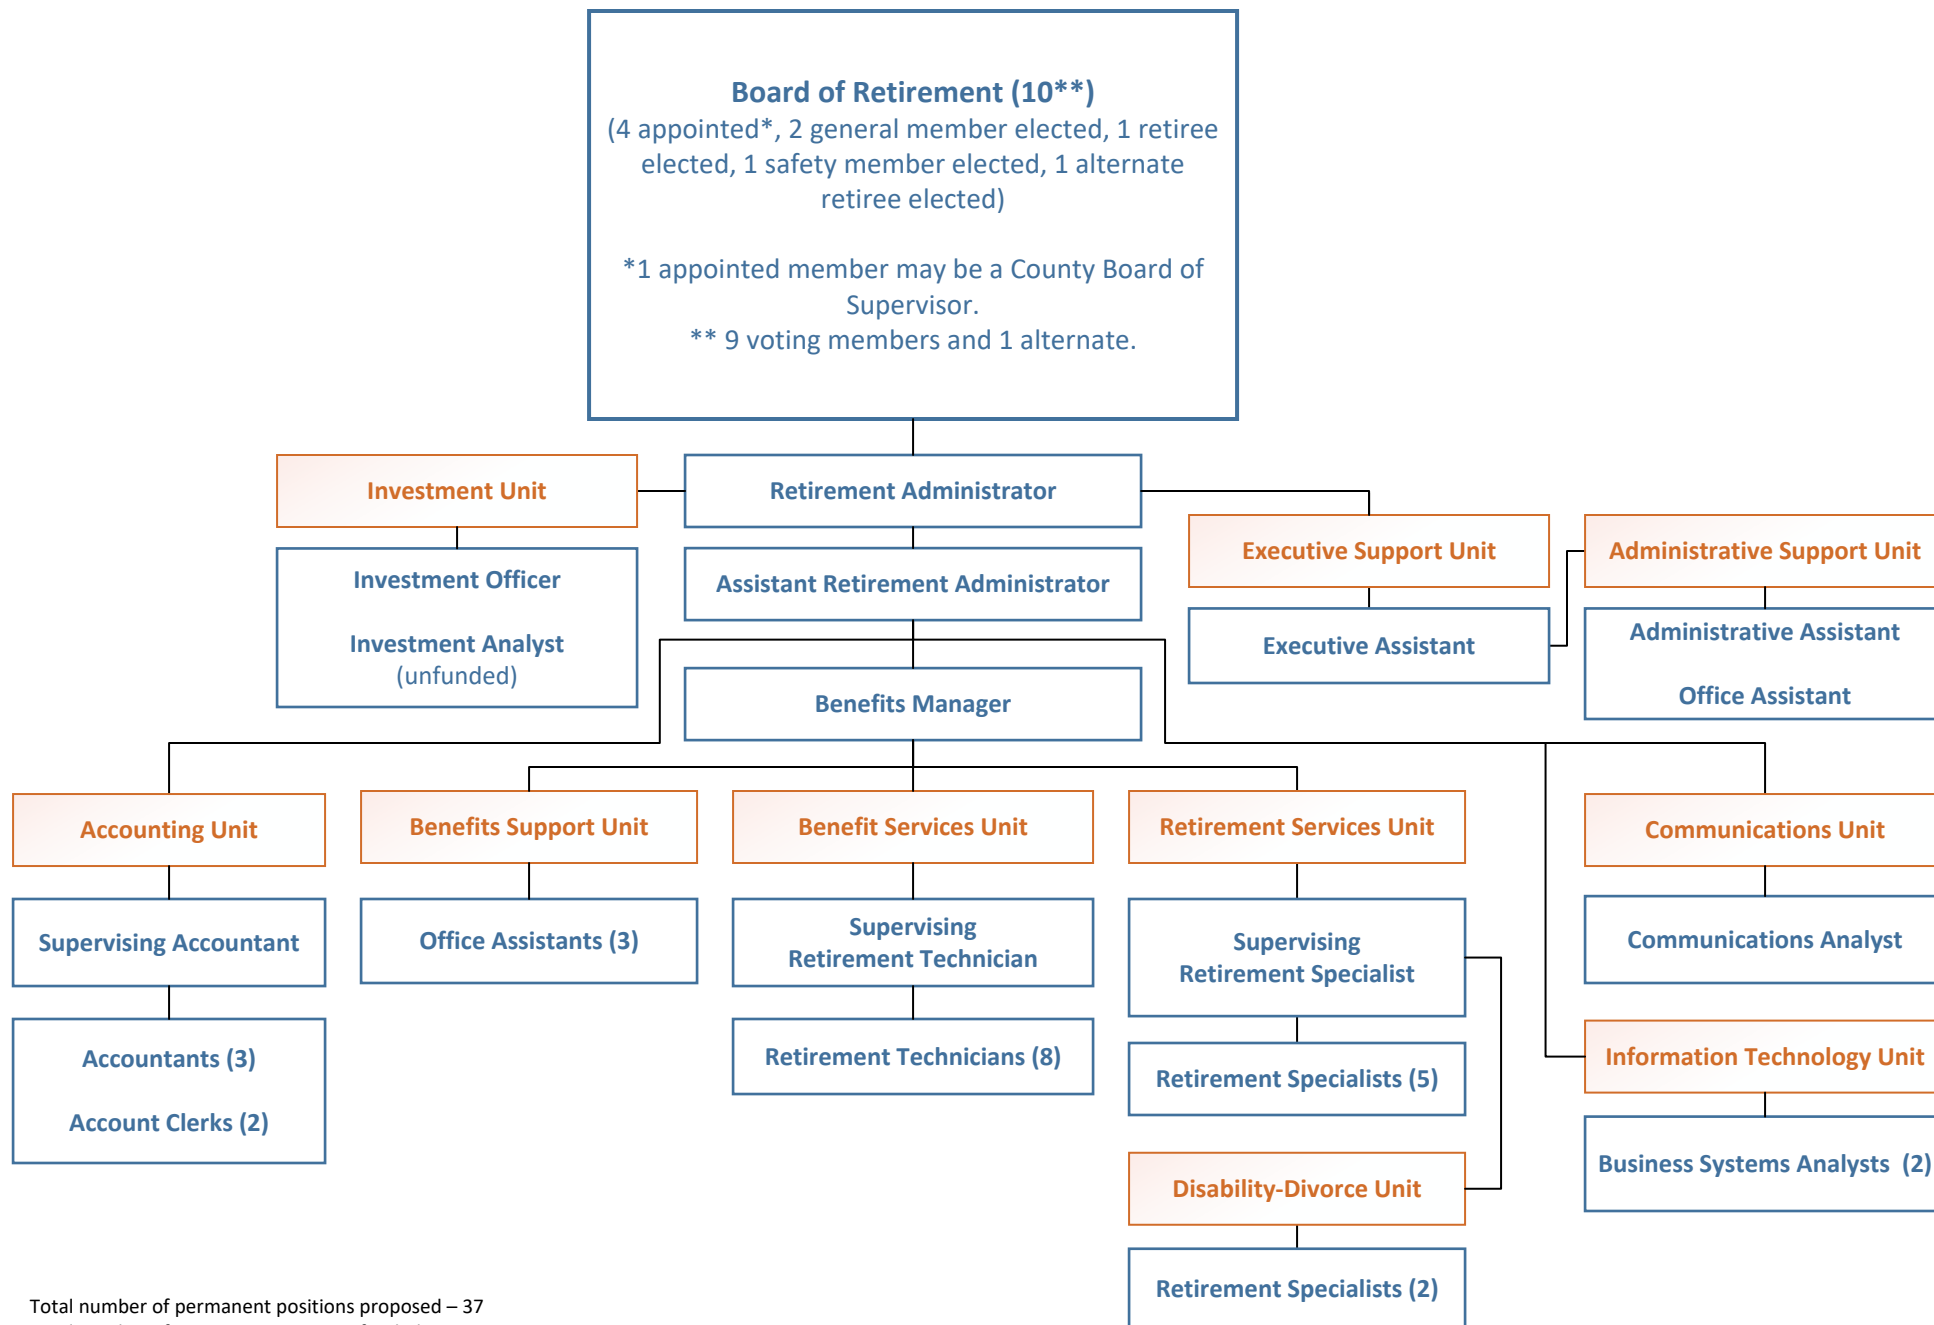 Board of Retirement (10**)
(4 appointed*, 2 general member elected, 1 retiree
elected, 1 safety member elected, 1 alternate
retiree elected)
*1 appointed member may be a County Board of
Supervisor.
** 9 voting members and 1 alternate.
Investment Unit
Retirement Administrator
Executive Support Unit
Administrative Support Unit
Investment Officer
Investment Analyst
(unfunded)
Assistant Retirement Administrator
Executive Assistant
Administrative Assistant
Office Assistant
Benefits Manager
Accounting Unit
Benefits Support Unit
Benefit Services Unit
Retirement Services Unit
Communications Unit
Supervising Accountant
Office Assistants (3)
Supervising
Retirement Technician
Supervising
Retirement Specialist
Communications Analyst
Accountants (3)
Account Clerks (2)
Retirement Technicians (8)
Retirement Specialists (5)
Information Technology Unit
Business Systems Analysts  (2)
Disability-Divorce Unit
Retirement Specialists (2)
Total number of permanent positions proposed – 37